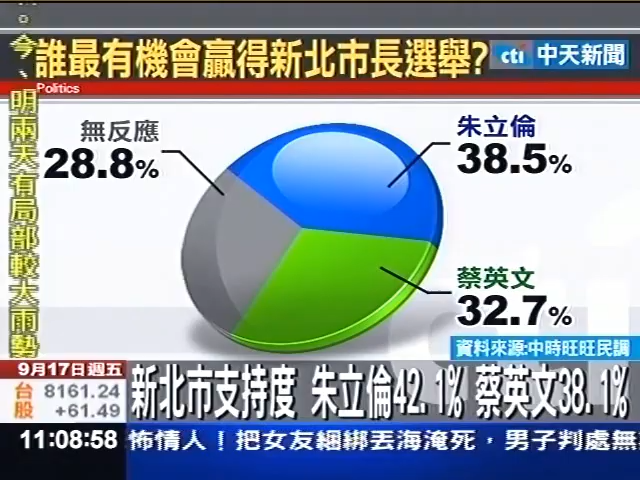 誰最有機會贏得新北市長選舉?
cti 中天新聞
Politics
今、明兩天有局部較大雨勢
無反應
28.8%
朱立倫
38.5%
蔡英文
32.7%
資料來源:中時旺旺民調
9月17日週五
台股 8161.24
+61.49
新北市支持度 朱立倫42.1% 蔡英文38.1%
11:08:58 怖情人!把女友綑綁丟海淹死,男子判處無